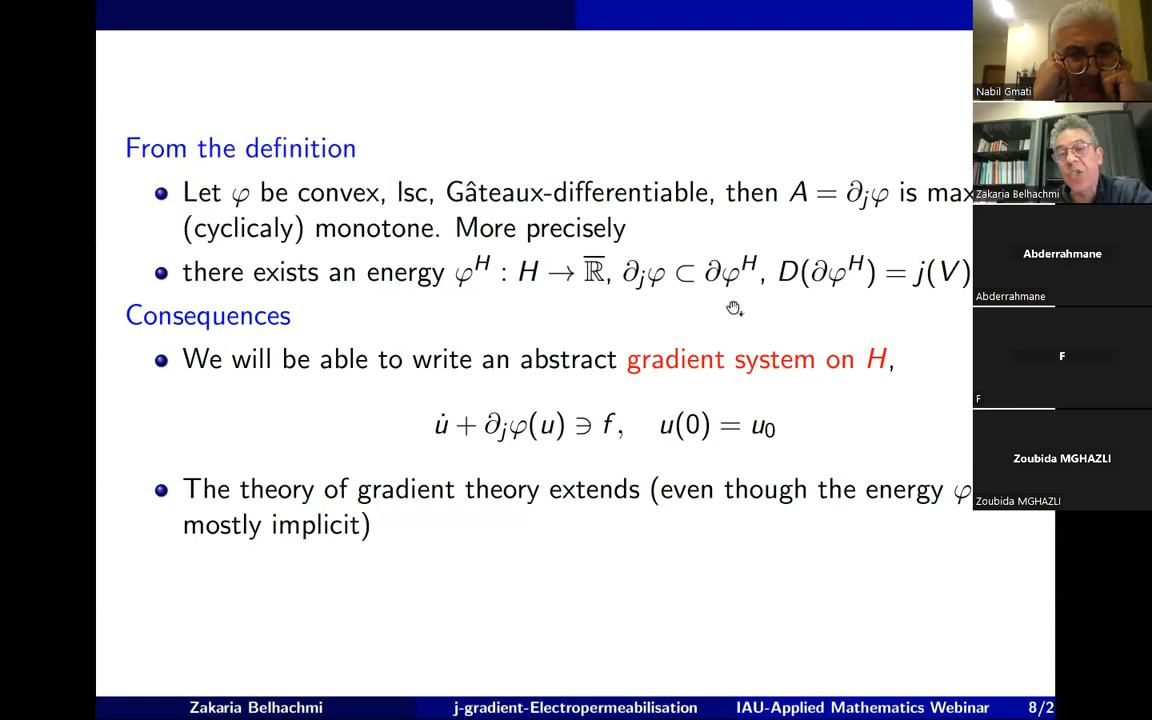 From the definition
Let φ be convex, lsc, Gâteaux-differentiable, then A = ∂jφ is max
(cyclicaly) monotone. More precisely
there exists an energy φ^H : H → ℝ̅, ∂jφ ⊂ ∂φ^H, D(∂φ^H) = j(V)
Consequences
We will be able to write an abstract gradient system on H,
u̇ + ∂jφ(u) ∋ f, u(0) = u₀
The theory of gradient theory extends (even though the energy φ
mostly implicit)
Zakaria Belhachmi
j-gradient-Electropermeabilisation
IAU-Applied Mathematics Webinar
8/2
Nabil Gmati
Zakaria Belhachmi
Abderrahmane
Abderrahmane
F
F
Zoubida MGHAZLI
Zoubida MGHAZLI